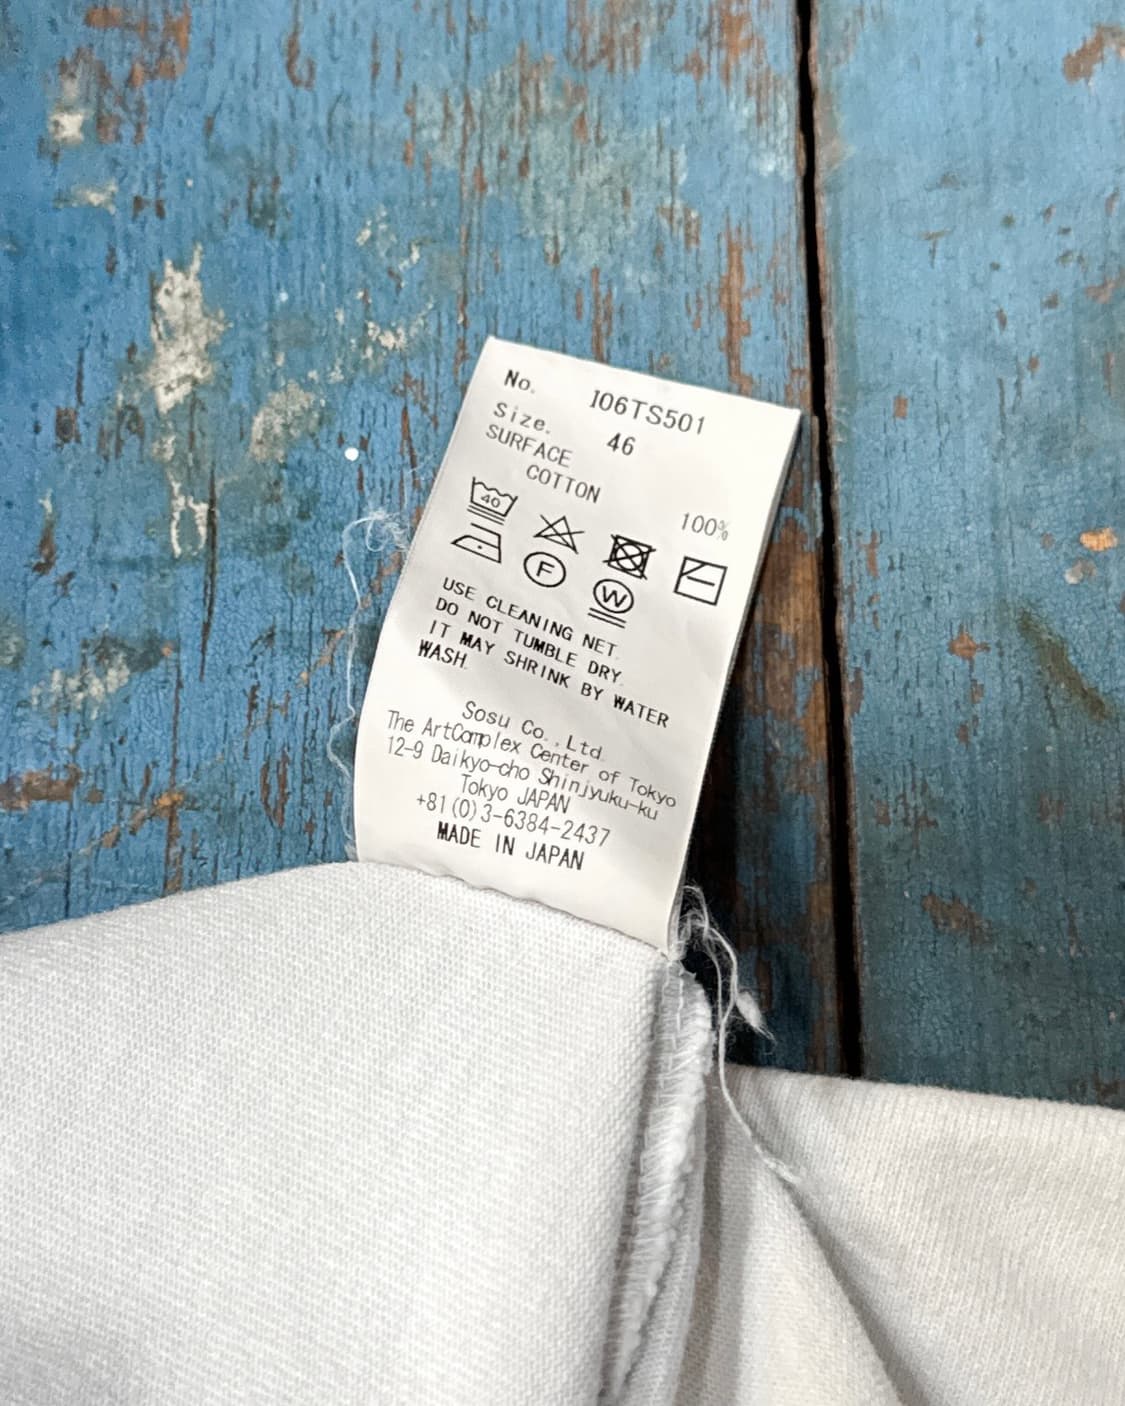 No. I06TS501
Size. 46
SURFACE
COTTON 100%
40
F W
USE CLEANING NET.
DO NOT TUMBLE DRY.
IT MAY SHRINK BY WATER
WASH.
Sosu Co.,Ltd.
The ArtComplex Center of Tokyo
12-9 Daikyo-cho Shinjyuku-ku
Tokyo JAPAN
+81(0)3-6384-2437
MADE IN JAPAN